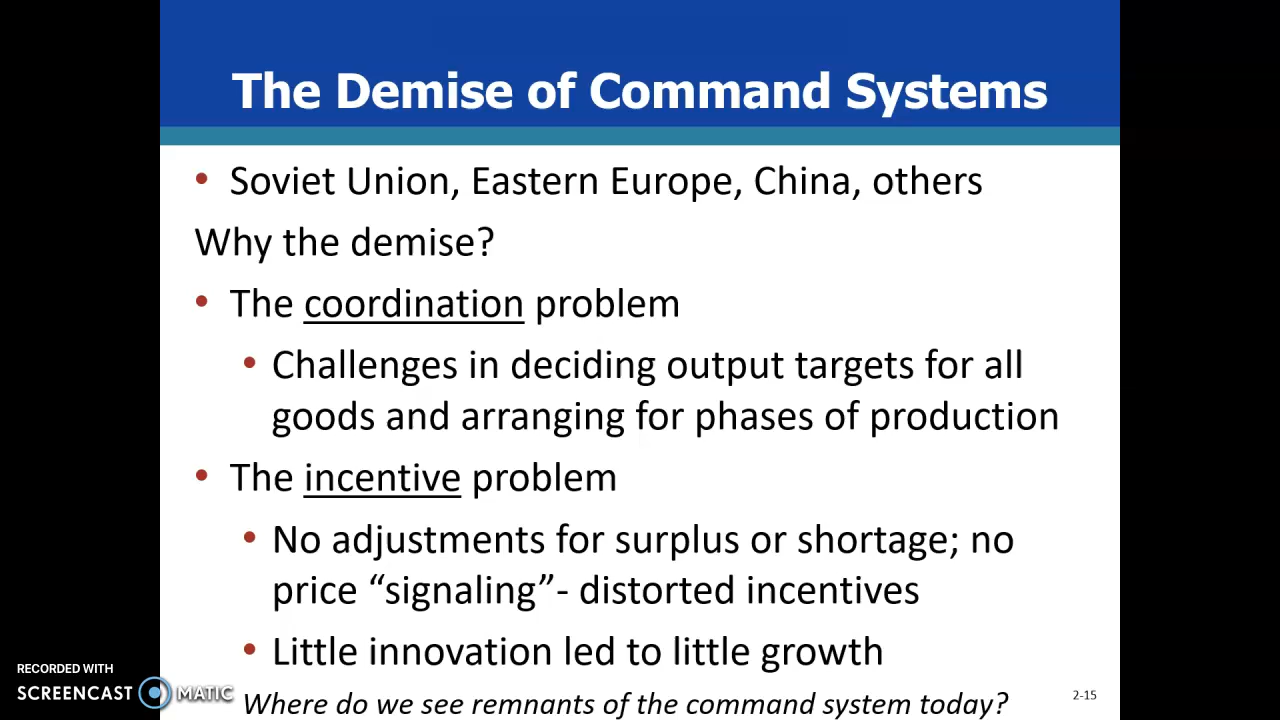 The Demise of Command Systems
• Soviet Union, Eastern Europe, China, others
Why the demise?
• The coordination problem
• Challenges in deciding output targets for all
goods and arranging for phases of production
• The incentive problem
• No adjustments for surplus or shortage; no
price “signaling”- distorted incentives
• Little innovation led to little growth
Where do we see remnants of the command system today?
2-15
RECORDED WITH
SCREENCAST MATIC